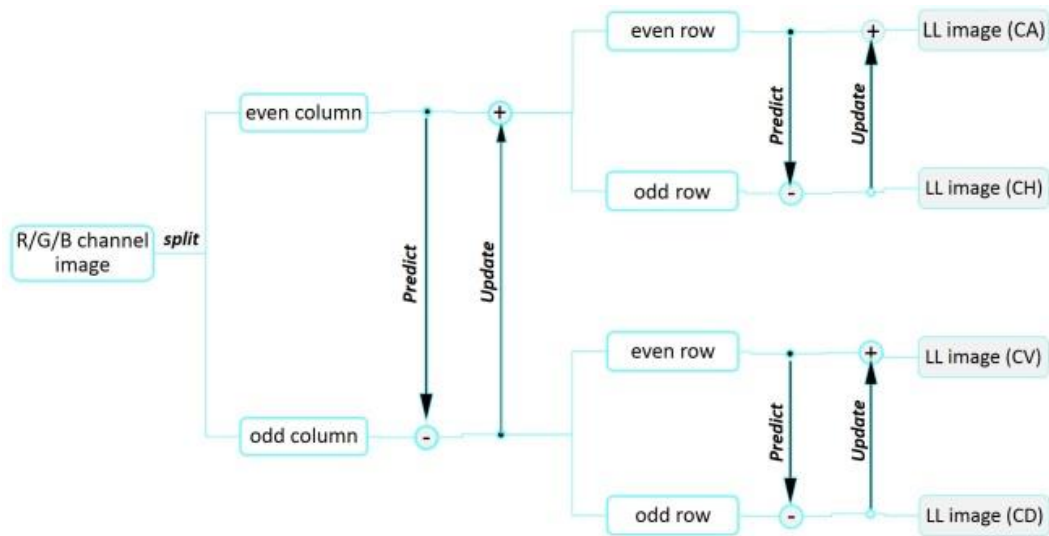 even row
+
LL image (CA)
Predict
Update
even column
+
odd row
-
LL image (CH)
R/G/B channel
image
split
Predict
Update
even row
+
LL image (CV)
Predict
Update
odd column
-
odd row
-
LL image (CD)